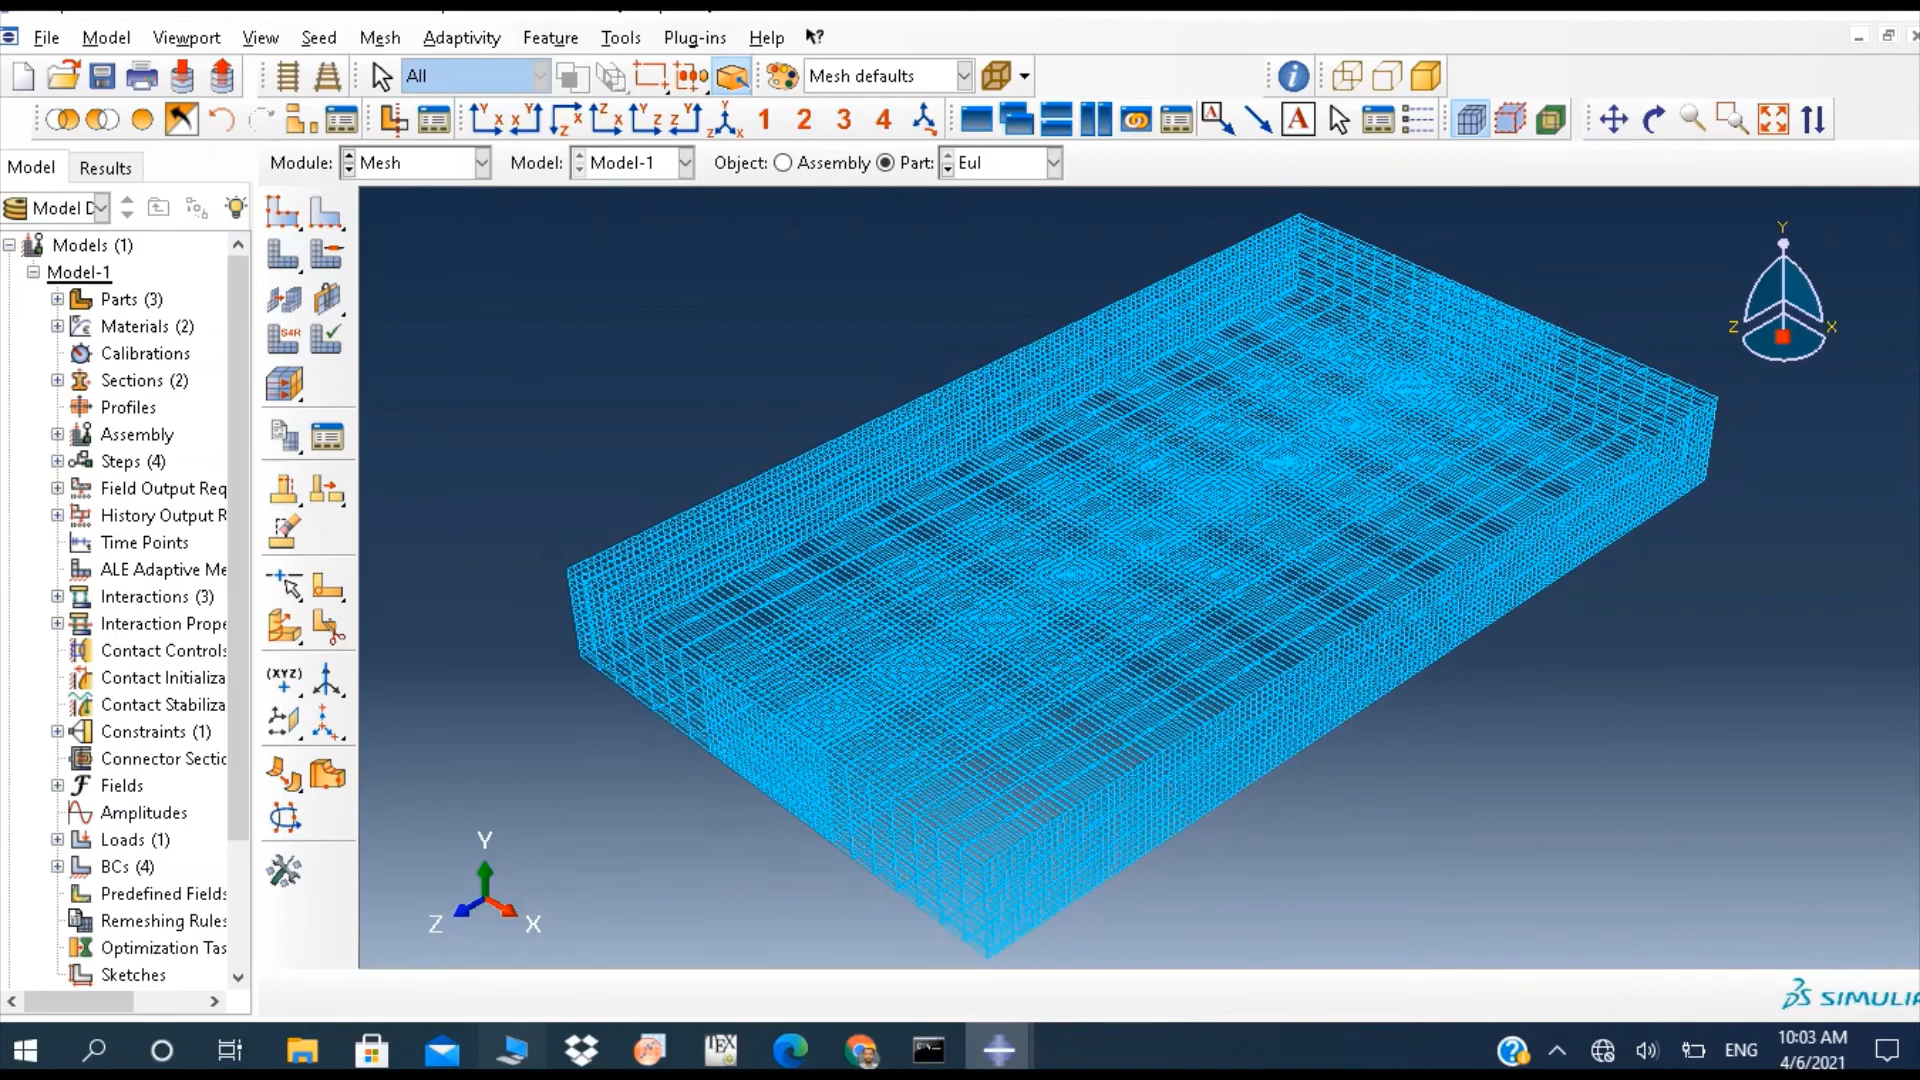 File Model Viewport View Seed Mesh Adaptivity Feature Tools Plug-ins Help
All Mesh defaults
1 2 3 4
Model Results Module: Mesh Model: Model-1 Object: Assembly Part: Eul
Model D
Models (1)
Model-1
Parts (3)
Materials (2)
Calibrations
Sections (2)
Profiles
Assembly
Steps (4)
Field Output Req
History Output R
Time Points
ALE Adaptive Me
Interactions (3)
Interaction Prope
Contact Controls
Contact Initializa
Contact Stabiliza
Constraints (1)
Connector Sectic
Fields
Amplitudes
Loads (1)
BCs (4)
Predefined Fields
Remeshing Rules
Optimization Tas
Sketches
S4R
(XYZ)
Y
Z X
Y
Z X
SIMULIA
TEX
ENG
10:03 AM
4/6/2021